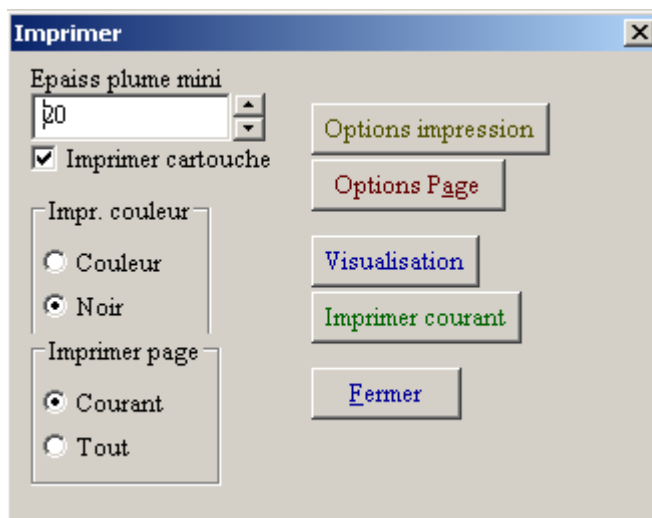 Imprimer
Epaiss plume mini
20
Imprimer cartouche
Impr. couleur
Couleur
Noir
Imprimer page
Courant
Tout
Options impression
Options Page
Visualisation
Imprimer courant
Fermer